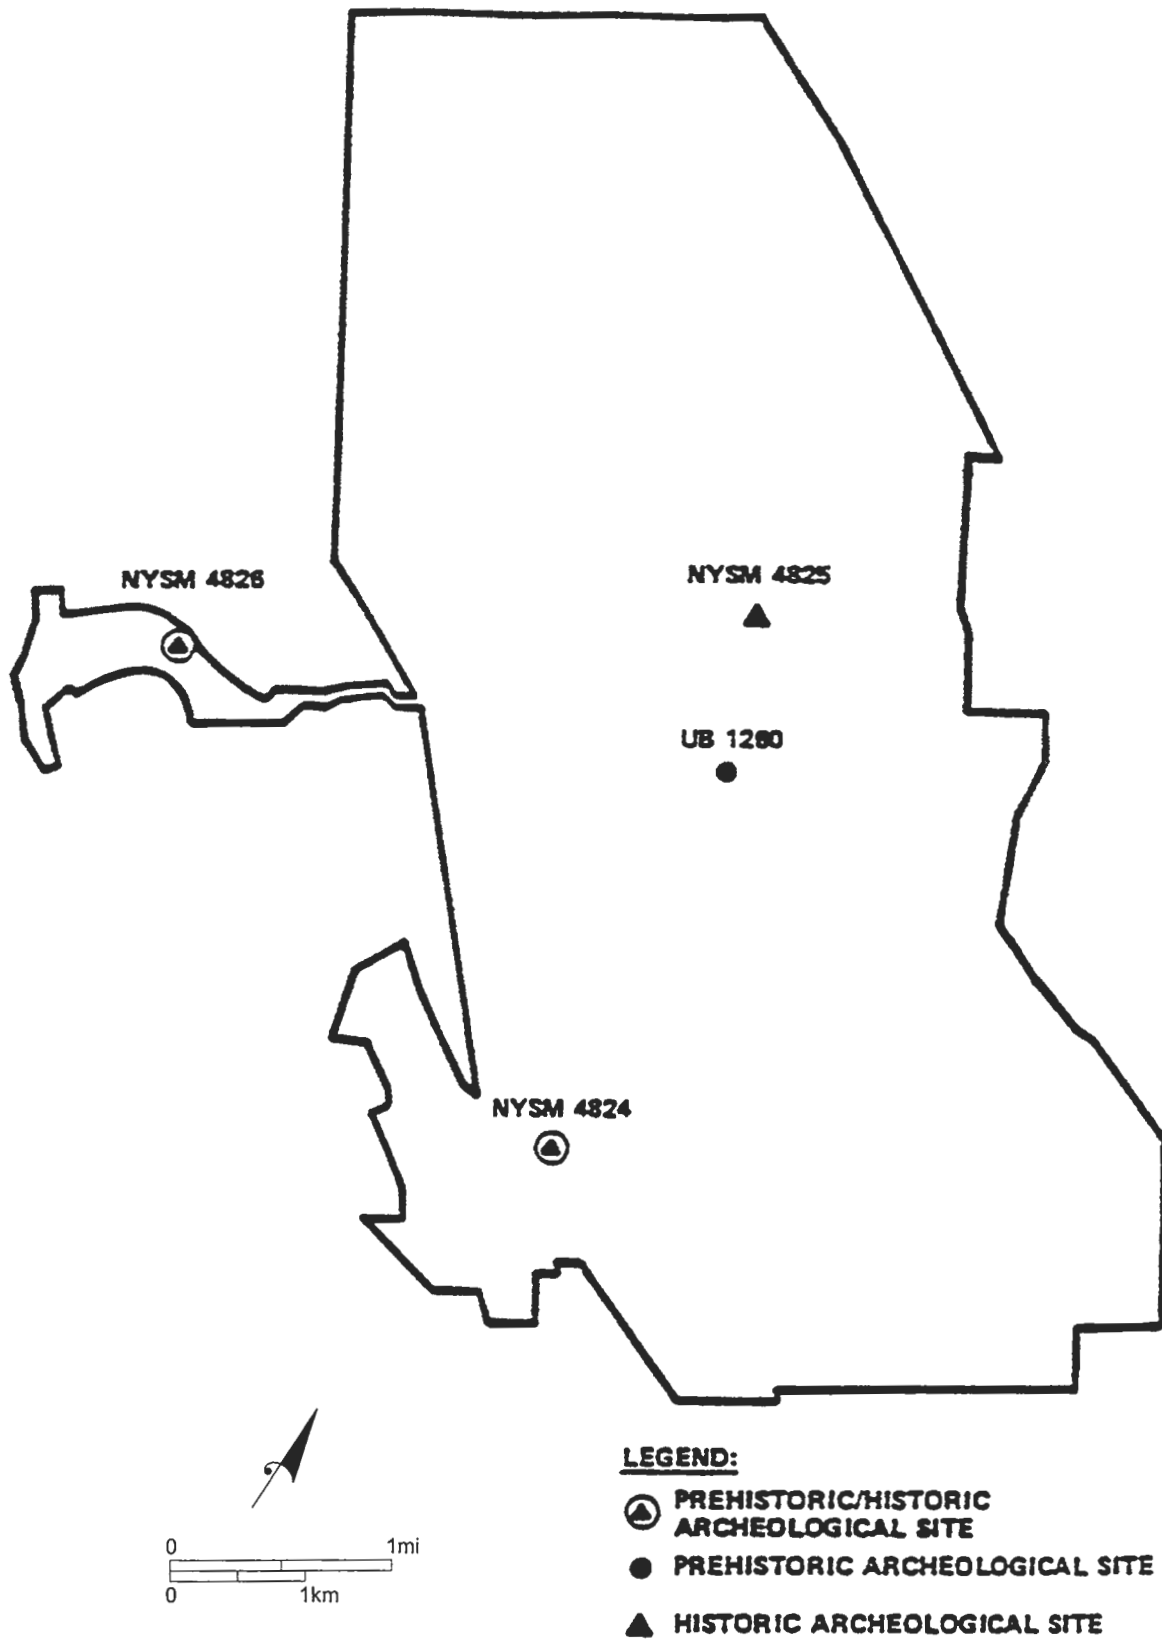 NYSM 4826
NYSM 4825
UB 1280
NYSM 4824
LEGEND:
PREHISTORIC/HISTORIC
ARCHEOLOGICAL SITE
PREHISTORIC ARCHEOLOGICAL SITE
HISTORIC ARCHEOLOGICAL SITE
0 1mi
0 1km